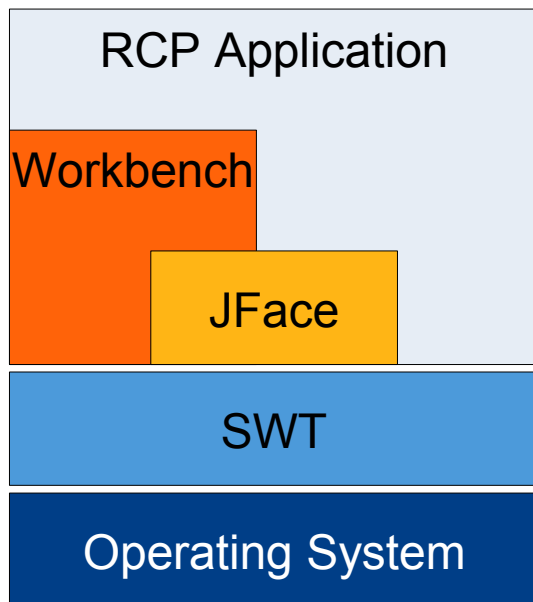 RCP Application
Workbench
JFace
SWT
Operating System